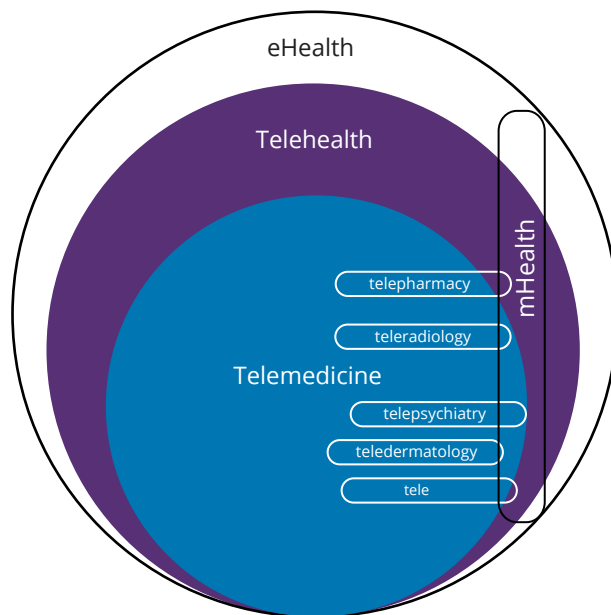 eHealth
Telehealth
mHealth
telepharmacy
teleradiology
Telemedicine
telepsychiatry
teledermatology
tele